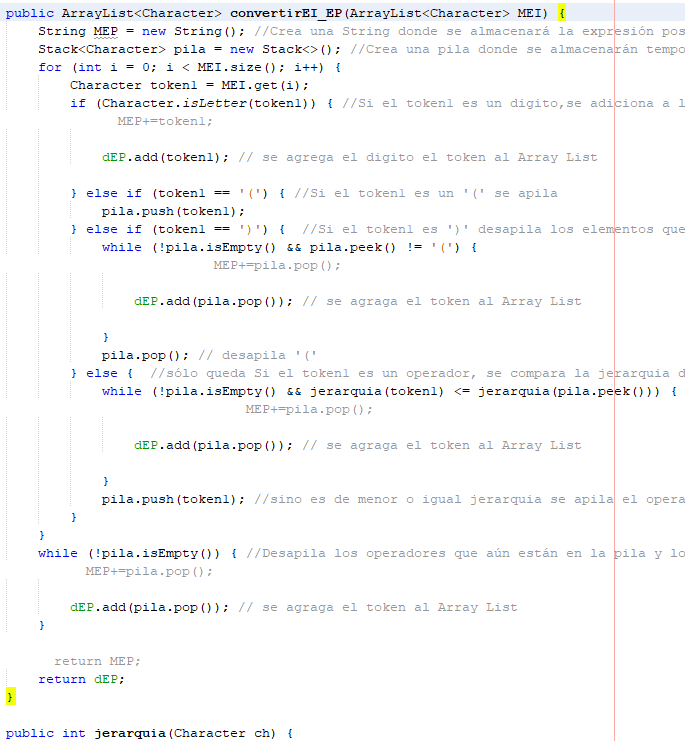 public ArrayList<Character> convertirEI_EP(ArrayList<Character> MEI) {
String MEP = new String(); //Crea una String donde se almacenará la expresión pos
Stack<Character> pila = new Stack<>(); //Crea una pila donde se almacenarán tempo
for (int i = 0; i < MEI.size(); i++) {
Character token1 = MEI.get(i);
if (Character.isLetter(token1)) { //Si el token1 es un digito,se adiciona a l
MEP+=token1;
dEP.add(token1); // se agrega el digito el token al Array List
} else if (token1 == '(') { //Si el token1 es un '(' se apila
pila.push(token1);
} else if (token1 == ')') {  //Si el token1 es ')' desapila los elementos que
while (!pila.isEmpty() && pila.peek() != '(') {
MEP+=pila.pop();
dEP.add(pila.pop()); // se agraga el token al Array List
}
pila.pop(); // desapila '('
} else {  //sólo queda Si el token1 es un operador, se compara la jerarquia d
while (!pila.isEmpty() && jerarquia(token1) <= jerarquia(pila.peek())) {
MEP+=pila.pop();
dEP.add(pila.pop()); // se agraga el token al Array List
}
pila.push(token1); //sino es de menor o igual jerarquia se apila el opera
}
}
while (!pila.isEmpty()) { //Desapila los operadores que aún están en la pila y lo
MEP+=pila.pop();
dEP.add(pila.pop()); // se agraga el token al Array List
}
return MEP;
return dEP;
}
public int jerarquia(Character ch) {